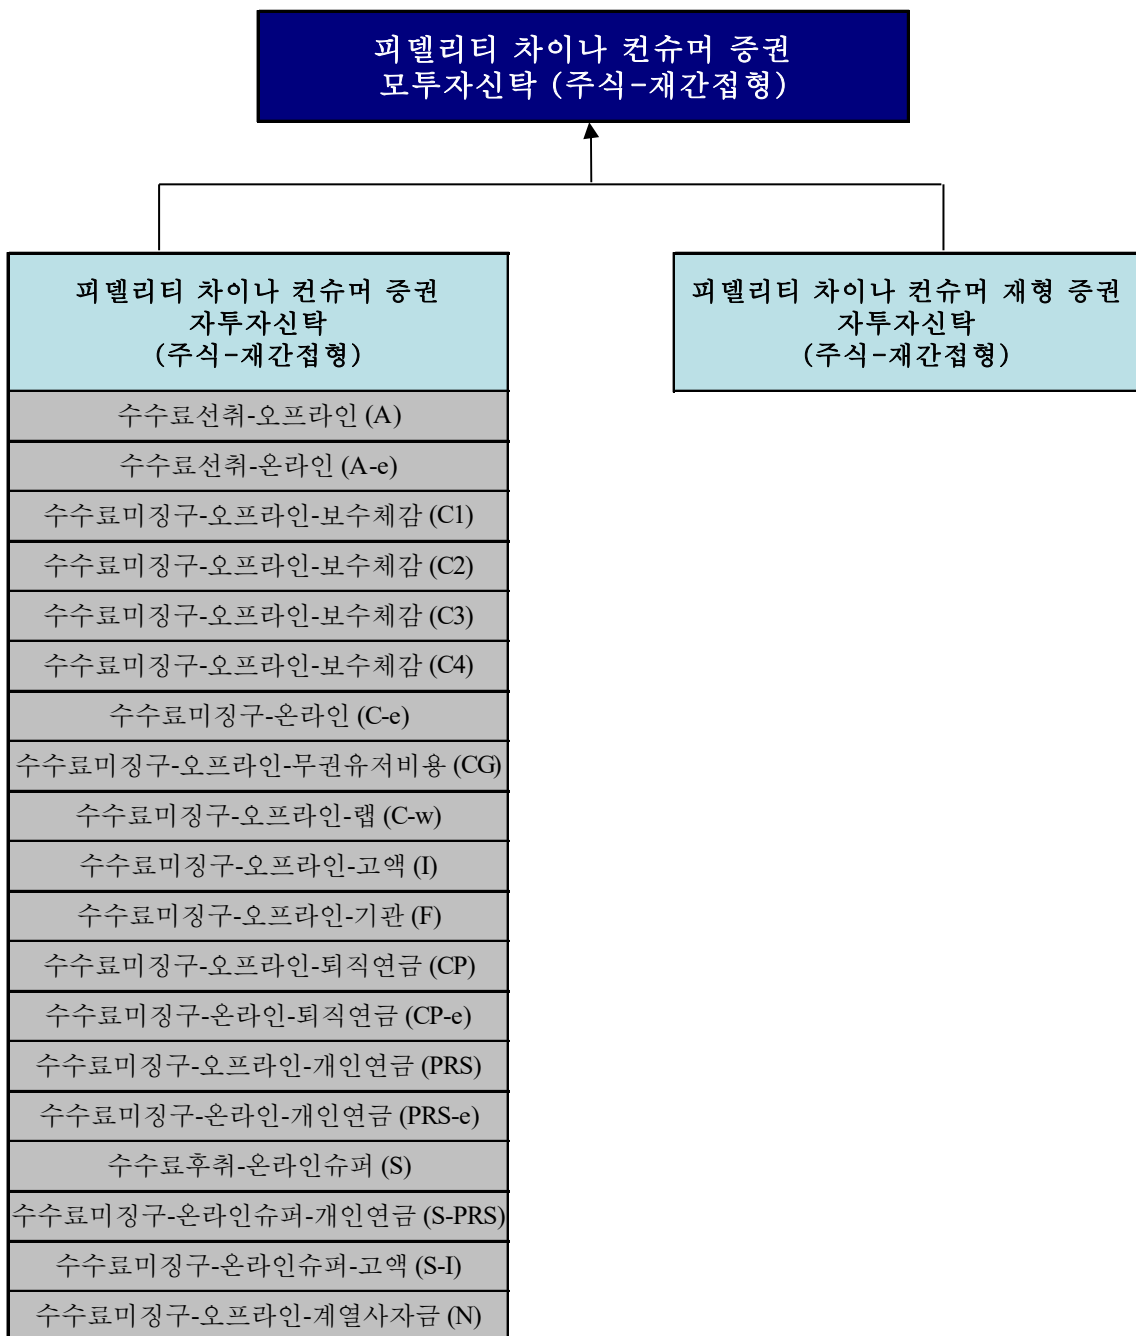 피델리티 차이나 컨슈머 증권
모투자신탁 (주식-재간접형)
피델리티 차이나 컨슈머 증권
자투자신탁
(주식-재간접형)
피델리티 차이나 컨슈머 재형 증권
자투자신탁
(주식-재간접형)
수수료선취-오프라인 (A)
수수료선취-온라인 (A-e)
수수료미징구-오프라인-보수체감 (C1)
수수료미징구-오프라인-보수체감 (C2)
수수료미징구-오프라인-보수체감 (C3)
수수료미징구-오프라인-보수체감 (C4)
수수료미징구-온라인 (C-e)
수수료미징구-오프라인-무권유저비용 (CG)
수수료미징구-오프라인-랩 (C-w)
수수료미징구-오프라인-고액 (I)
수수료미징구-오프라인-기관 (F)
수수료미징구-오프라인-퇴직연금 (CP)
수수료미징구-온라인-퇴직연금 (CP-e)
수수료미징구-오프라인-개인연금 (PRS)
수수료미징구-온라인-개인연금 (PRS-e)
수수료후취-온라인슈퍼 (S)
수수료미징구-온라인슈퍼-개인연금 (S-PRS)
수수료미징구-온라인슈퍼-고액 (S-I)
수수료미징구-오프라인-계열사자금 (N)